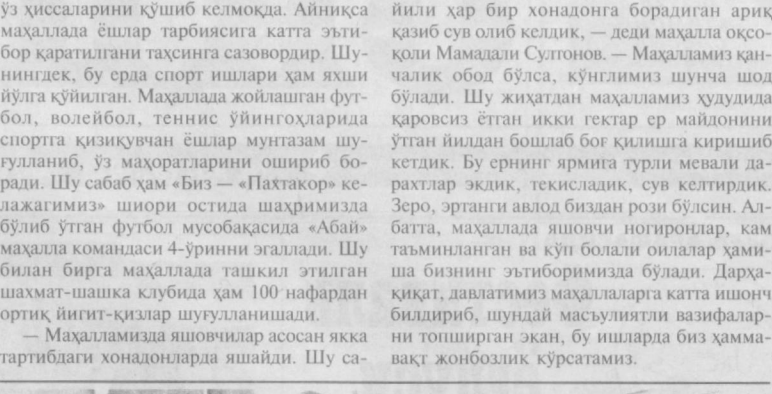 ўз ҳиссаларини қўшиб келмоқда. Айниқса
маҳаллада ёшлар тарбиясига катта эъти-
бор қаратилгани таҳсинга сазовордир. Шу-
нингдек, бу ерда спорт ишлари ҳам яхши
йўлга қўйилган. Маҳаллада жойлашган фут-
бол, волейбол, теннис ўйингоҳларида
спортга қизиқувчан ёшлар мунтазам шу-
ғулланиб, ўз маҳоратларини ошириб бо-
ради. Шу сабаб ҳам «Биз — «Пахтакор» ке-
лажагимиз» шиори остида шаҳримизда
бўлиб ўтган футбол мусобақасида «Абай»
маҳалла командаси 4-ўринни эгаллади. Шу
билан бирга маҳаллада ташкил этилган
шахмат-шашка клубида ҳам 100 нафардан
ортиқ йигит-қизлар шуғулланишади.
— Маҳалламизда яшовчилар асосан якка
тартибдаги хонадонларда яшайди. Шу са-
йили ҳар бир хонадонга борадиган ариқ
қазиб сув олиб келдик, — деди маҳалла оқсо-
қоли Мамадали Султонов. — Маҳалламиз қан-
чалик обод бўлса, кўнглимиз шунча шод
бўлади. Шу жиҳатдан маҳалламиз ҳудудида
қаровсиз ётган икки гектар ер майдонини
ўтган йилдан бошлаб боғ қилишга киришиб
кетдик. Бу ернинг ярмига турли мевали да-
рахтлар экдик, текисладик, сув келтирдик.
Зеро, эртанги авлод биздан рози бўлсин. Ал-
батта, маҳаллада яшовчи ногиронлар, кам
таъминланган ва кўп болали оилалар ҳами-
ша бизнинг эътиборимизда бўлади. Дарҳа-
қиқат, давлатимиз маҳаллаларга катта ишонч
билдириб, шундай масъулиятли вазифалар-
ни топширган экан, бу ишларда биз ҳамма-
вақт жонбозлик кўрсатамиз.